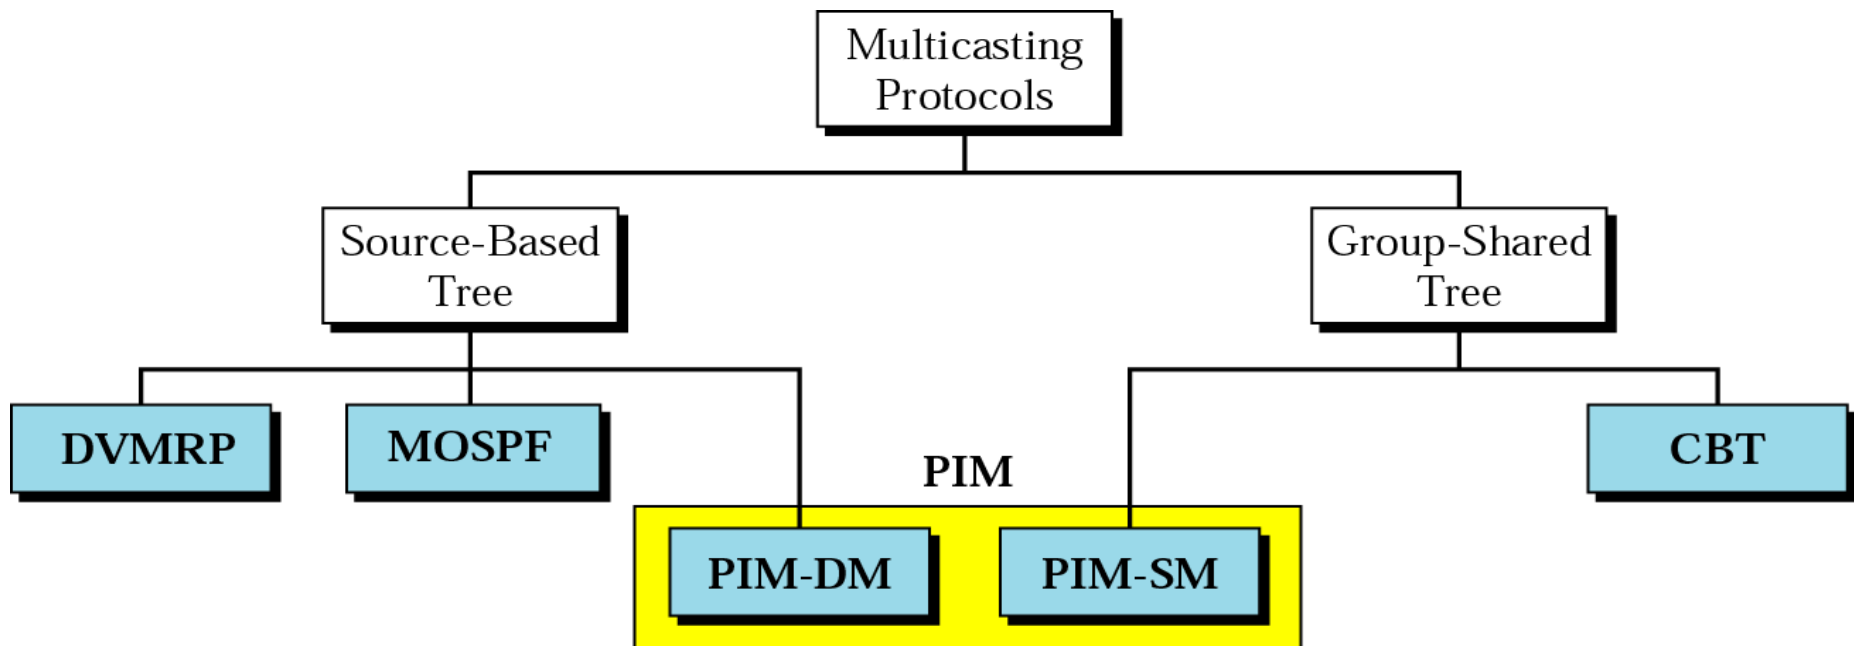 Multicasting
Protocols
Source-Based
Tree
Group-Shared
Tree
DVMRP
MOSPF
CBT
PIM
PIM-DM
PIM-SM